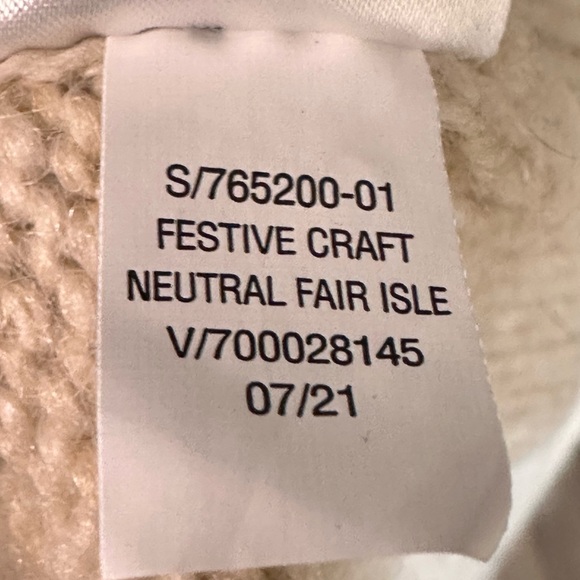 S/765200-01
FESTIVE CRAFT
NEUTRAL FAIR ISLE
V/700028145
07/21